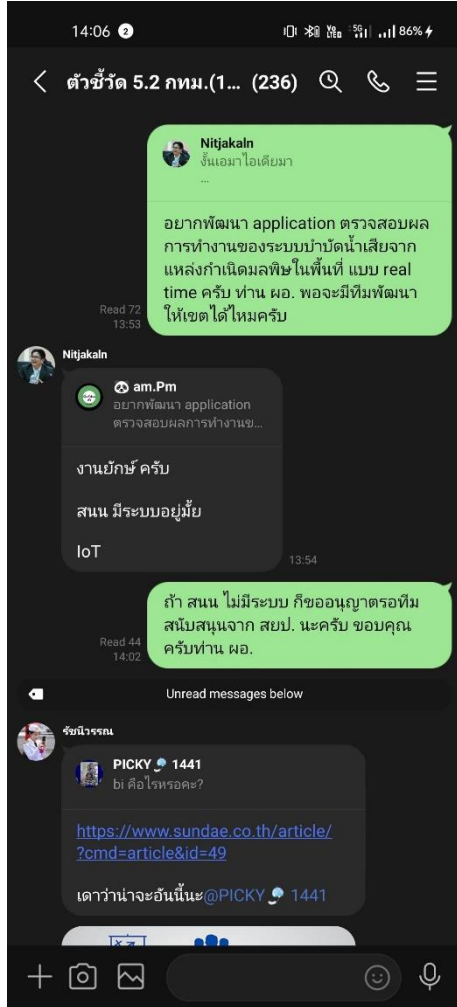 14:06 2
5G 86%
ตัวชี้วัด 5.2 กทม.(1... (236)
Nitjakaln
งั้นเอมาไอเดียมา
...
อยากพัฒนา application ตรวจสอบผล
การทำงานของระบบบำบัดน้ำเสียจาก
แหล่งกำเนิดมลพิษในพื้นที่ แบบ real
time ครับ ท่าน ผอ. พอจะมีทีมพัฒนา
ให้เขตได้ไหมครับ
Read 72
13:53
Nitjakaln
am.Pm
อยากพัฒนา application
ตรวจสอบผลการทำงานข...
งานยักษ์ ครับ
สนน มีระบบอยู่มั้ย
IoT
13:54
ถ้า สนน ไม่มีระบบ ก็ขออนุญาตรอทีม
สนับสนุนจาก สยป. นะครับ ขอบคุณ
ครับท่าน ผอ.
Read 44
14:02
Unread messages below
รัชนีวรรณ
PICKY 1441
bi คือไรหรอคะ?
https://www.sundae.co.th/article/
?cmd=article&id=49
เดาว่าน่าจะอันนี้นะ@PICKY 1441